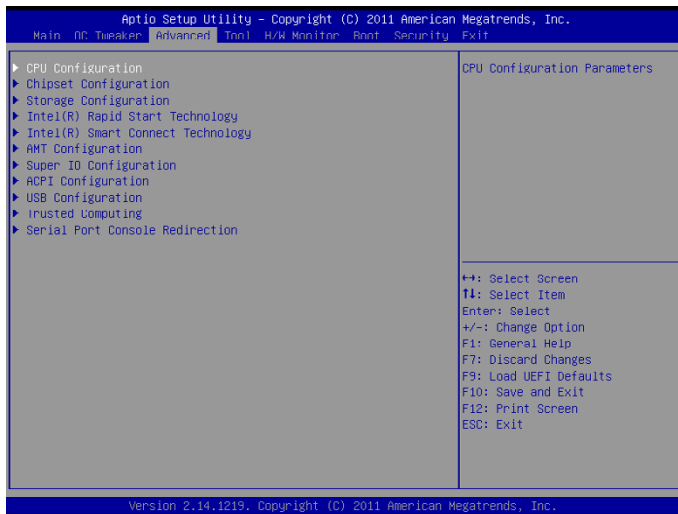 Aptio Setup Utility – Copyright (C) 2011 American Megatrends, Inc.
Main OC Tweaker Advanced Tool H/W Monitor Boot Security Exit
CPU Configuration
Chipset Configuration
Storage Configuration
Intel(R) Rapid Start Technology
Intel(R) Smart Connect Technology
AMT Configuration
Super IO Configuration
ACPI Configuration
USB Configuration
Trusted Computing
Serial Port Console Redirection
CPU Configuration Parameters
↔: Select Screen
↑↓: Select Item
Enter: Select
+/-: Change Option
F1: General Help
F7: Discard Changes
F9: Load UEFI Defaults
F10: Save and Exit
F12: Print Screen
ESC: Exit
Version 2.14.1219. Copyright (C) 2011 American Megatrends, Inc.